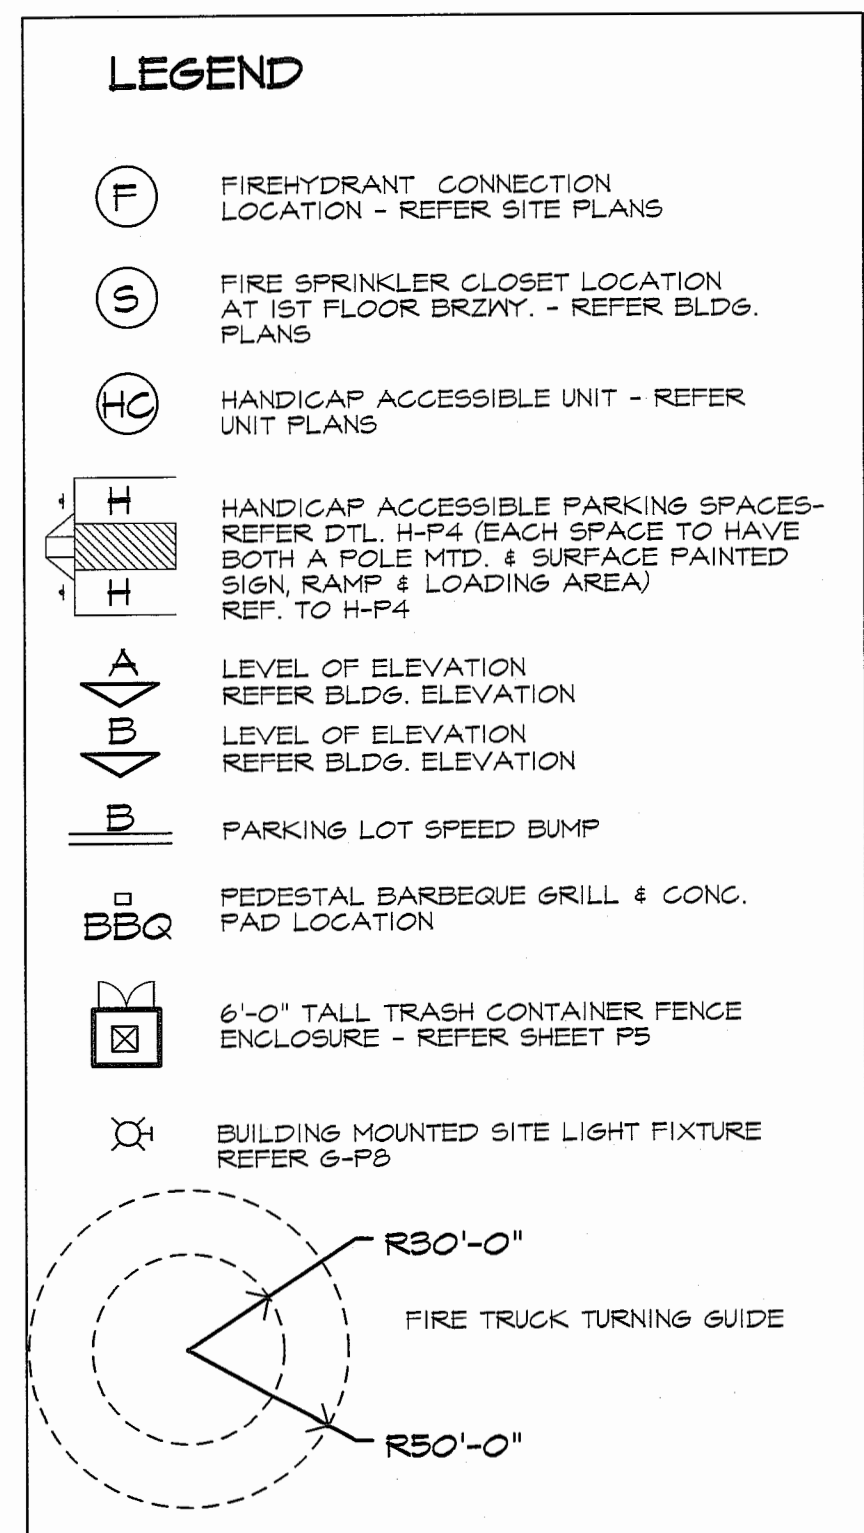 LEGEND
F
FIREHYDRANT CONNECTION
LOCATION - REFER SITE PLANS
S
FIRE SPRINKLER CLOSET LOCATION
AT 1ST FLOOR BRZWY. - REFER BLDG.
PLANS
HC
HANDICAP ACCESSIBLE UNIT - REFER
UNIT PLANS
H
H
HANDICAP ACCESSIBLE PARKING SPACES-
REFER DTL. H-P4 (EACH SPACE TO HAVE
BOTH A POLE MTD. & SURFACE PAINTED
SIGN, RAMP & LOADING AREA)
REF. TO H-P4
A
LEVEL OF ELEVATION
REFER BLDG. ELEVATION
B
LEVEL OF ELEVATION
REFER BLDG. ELEVATION
B
PARKING LOT SPEED BUMP
BBQ
PEDESTAL BARBEQUE GRILL & CONC.
PAD LOCATION
6'-0" TALL TRASH CONTAINER FENCE
ENCLOSURE - REFER SHEET P5
BUILDING MOUNTED SITE LIGHT FIXTURE
REFER G-P8
R30'-0"
FIRE TRUCK TURNING GUIDE
R50'-0"